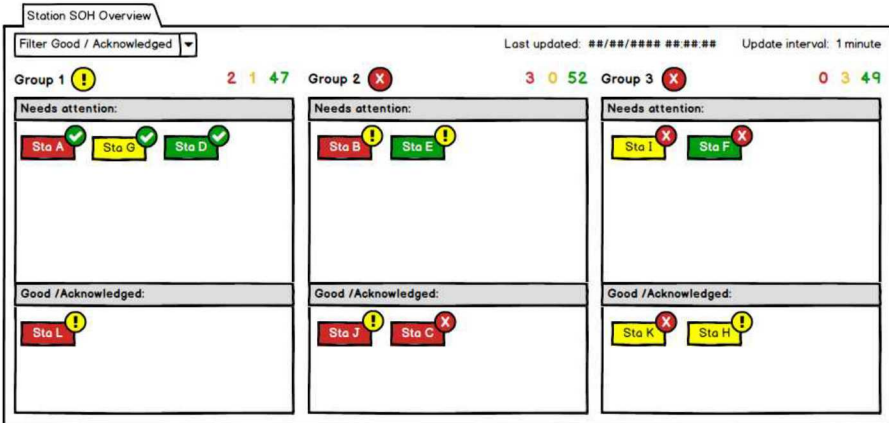 Station SOH Overview
Filter Good / Acknowledged
Last updated: ##/##/#### ##:##:##
Update interval: 1 minute
Group 1 !
2 1 47
Group 2 X
3 0 52
Group 3 X
0 3 49
Needs attention:
Needs attention:
Needs attention:
Sta A
Sta G
Sta D
Sta B !
Sta E !
Sta I X
Sta F X
Good /Acknowledged:
Good /Acknowledged:
Good /Acknowledged:
Sta L !
Sta J !
Sta C X
Sta K X
Sta H !